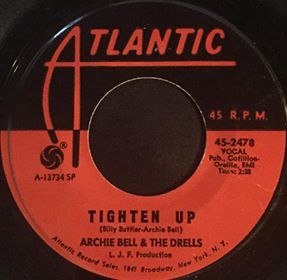 ATLANTIC
45 R.P.M.
45-2478
VOCAL
Pub., Cotillion-
Orellia, BMI
Time: 2:38
A-13734 SP
TIGHTEN UP
(Billy Buttier-Archie Bell)
ARCHIE BELL & THE DRELLS
L. J. F. Production
Atlantic Record Sales, 1841 Broadway, New York, N. Y.